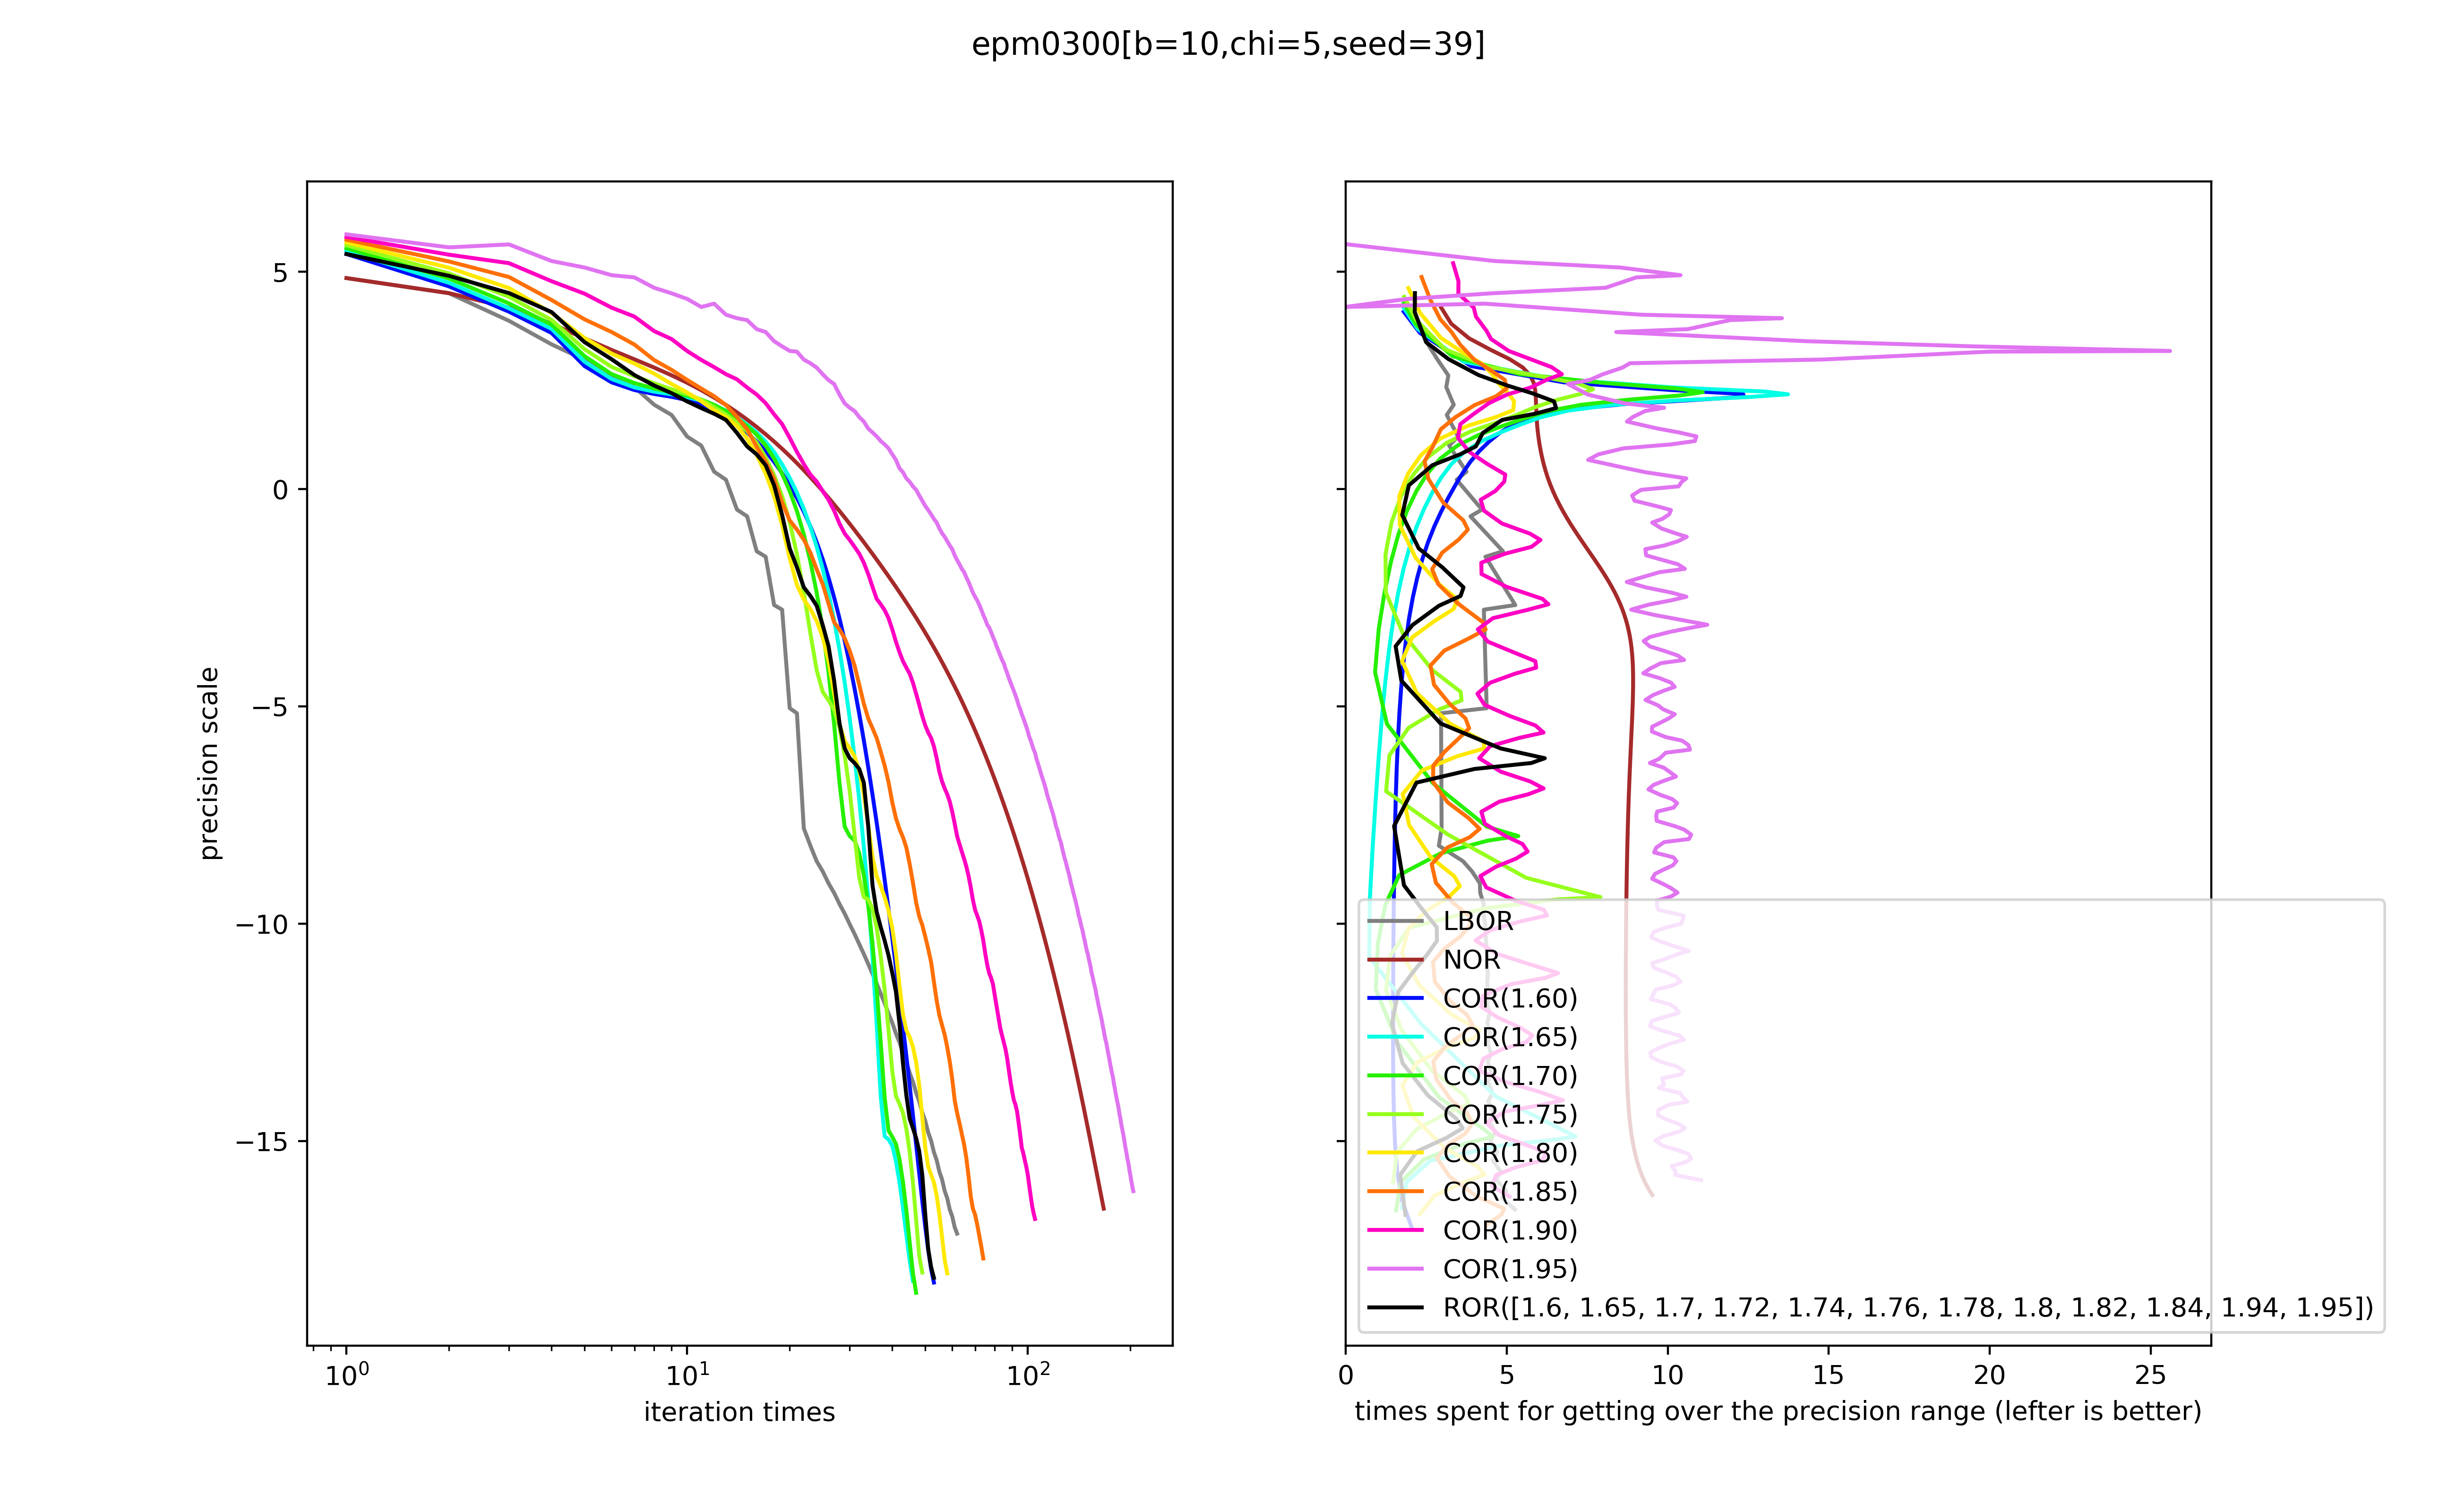 epm0300[b=10,chi=5,seed=39]
precision scale
5
0
−5
−10
−15
10⁰ 10¹ 10²
iteration times
LBOR
NOR
COR(1.60)
COR(1.65)
COR(1.70)
COR(1.75)
COR(1.80)
COR(1.85)
COR(1.90)
COR(1.95)
ROR([1.6, 1.65, 1.7, 1.72, 1.74, 1.76, 1.78, 1.8, 1.82, 1.84, 1.94, 1.95])
0 5 10 15 20 25
times spent for getting over the precision range (lefter is better)